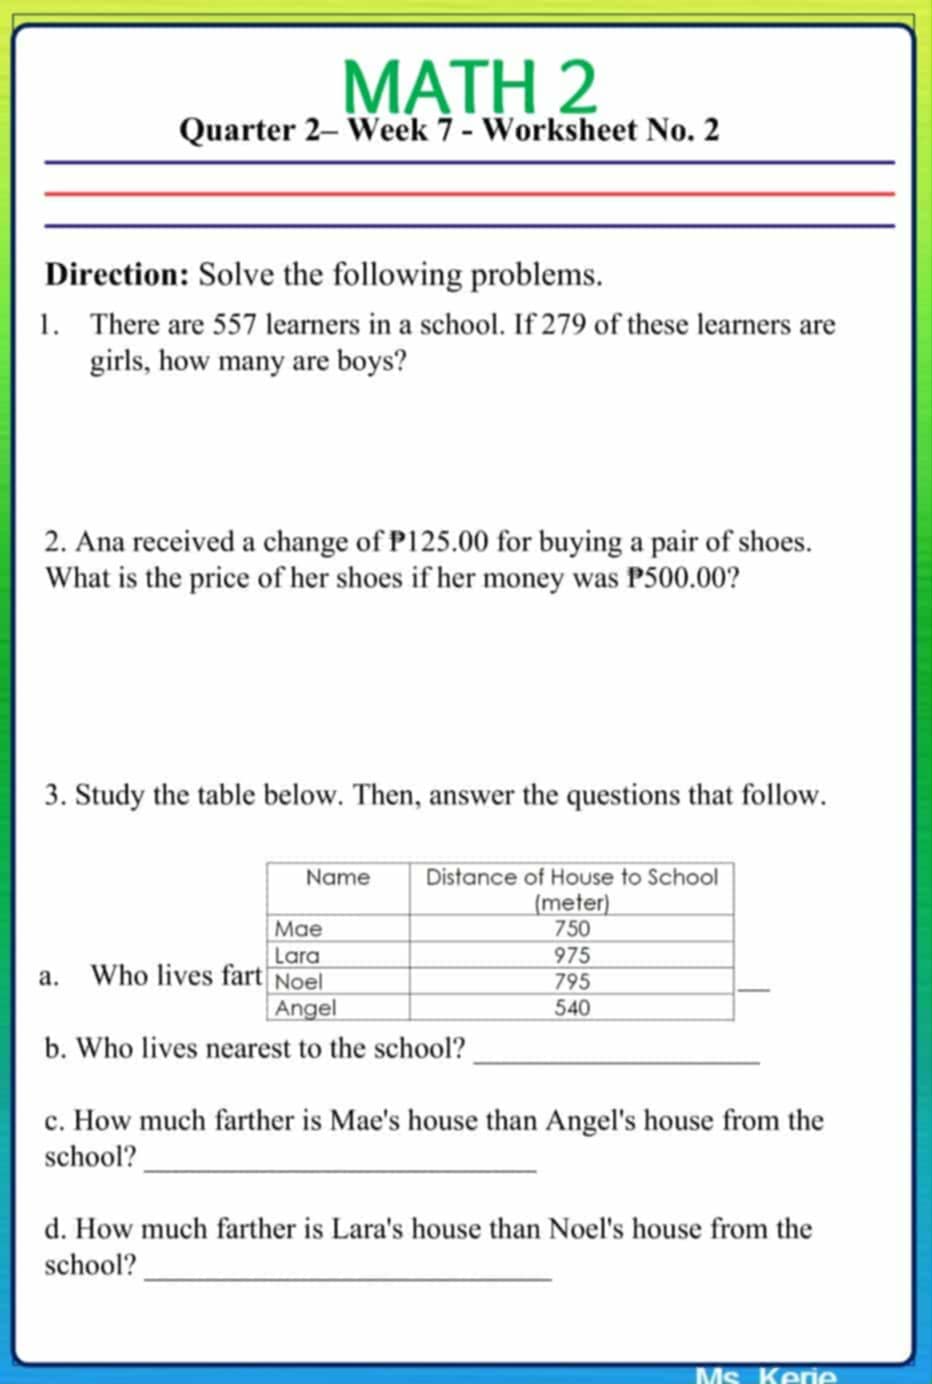 MATH 2
Quarter 2– Week 7 - Worksheet No. 2
Direction: Solve the following problems.
1. There are 557 learners in a school. If 279 of these learners are
girls, how many are boys?
2. Ana received a change of ₱125.00 for buying a pair of shoes.
What is the price of her shoes if her money was ₱500.00?
3. Study the table below. Then, answer the questions that follow.
Name Distance of House to School
(meter)
Mae 750
Lara 975
Noel 795
Angel 540
a. Who lives fart
b. Who lives nearest to the school? ____________________
c. How much farther is Mae's house than Angel's house from the
school? ____________________________
d. How much farther is Lara's house than Noel's house from the
school? _____________________________
Ms. Kerie